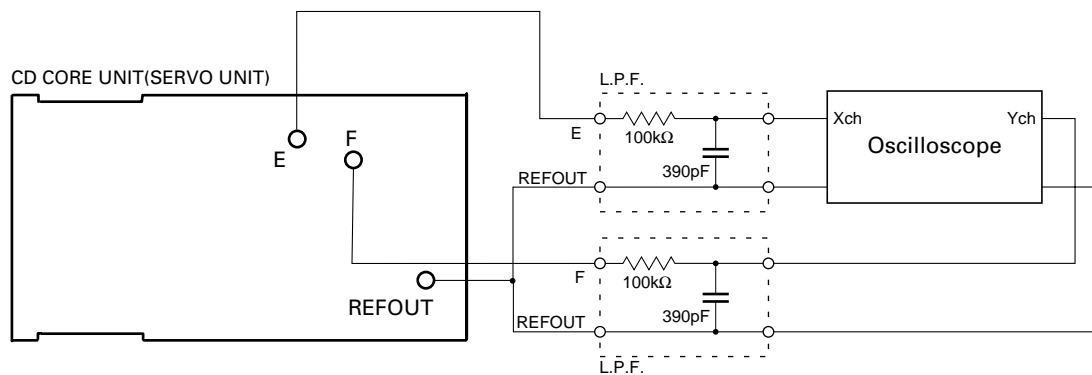 CD CORE UNIT(SERVO UNIT)
E
F
REFOUT
L.P.F.
E
100kΩ
390pF
REFOUT
Xch
Ych
Oscilloscope
F
100kΩ
390pF
REFOUT
L.P.F.